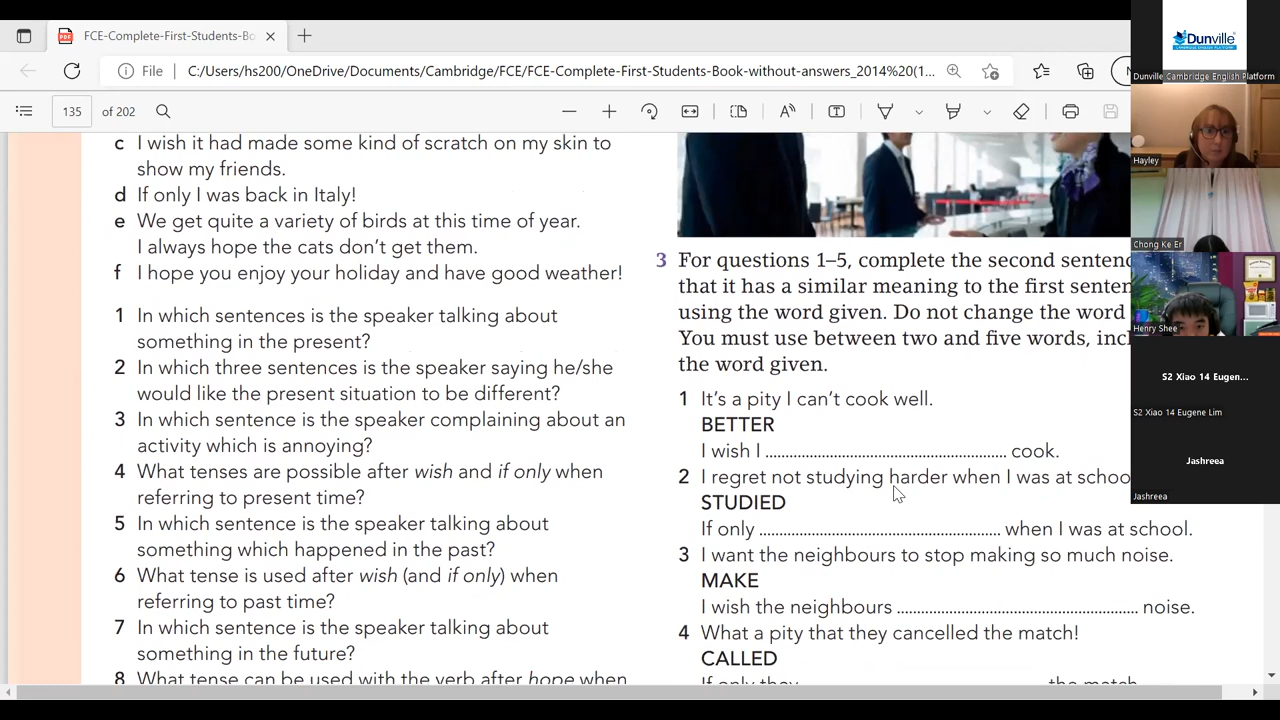 FCE-Complete-First-Students-Bo
File
C:/Users/hs200/OneDrive/Documents/Cambridge/FCE/FCE-Complete-First-Students-Book-without-answers_2014%20(1...
135
of 202
c I wish it had made some kind of scratch on my skin to
show my friends.
d If only I was back in Italy!
e We get quite a variety of birds at this time of year.
I always hope the cats don't get them.
f I hope you enjoy your holiday and have good weather!
1 In which sentences is the speaker talking about
something in the present?
2 In which three sentences is the speaker saying he/she
would like the present situation to be different?
3 In which sentence is the speaker complaining about an
activity which is annoying?
4 What tenses are possible after wish and if only when
referring to present time?
5 In which sentence is the speaker talking about
something which happened in the past?
6 What tense is used after wish (and if only) when
referring to past time?
7 In which sentence is the speaker talking about
something in the future?
8 What tense can be used with the verb after hope when
3 For questions 1–5, complete the second sentenc
that it has a similar meaning to the first senten
using the word given. Do not change the word
You must use between two and five words, incl
the word given.
1 It's a pity I can't cook well.
BETTER
I wish I ................................................ cook.
2 I regret not studying harder when I was at schoo
STUDIED
If only ................................................ when I was at school.
3 I want the neighbours to stop making so much noise.
MAKE
I wish the neighbours ................................................ noise.
4 What a pity that they cancelled the match!
CALLED
If only they ................................................ the match.
Dunville
CAMBRIDGE ENGLISH PLATFORM
Dunville Cambridge English Platform
Hayley
Chong Ke Er
Henry Shee
S2 Xiao 14 Eugen...
S2 Xiao 14 Eugene Lim
Jashreea
Jashreea